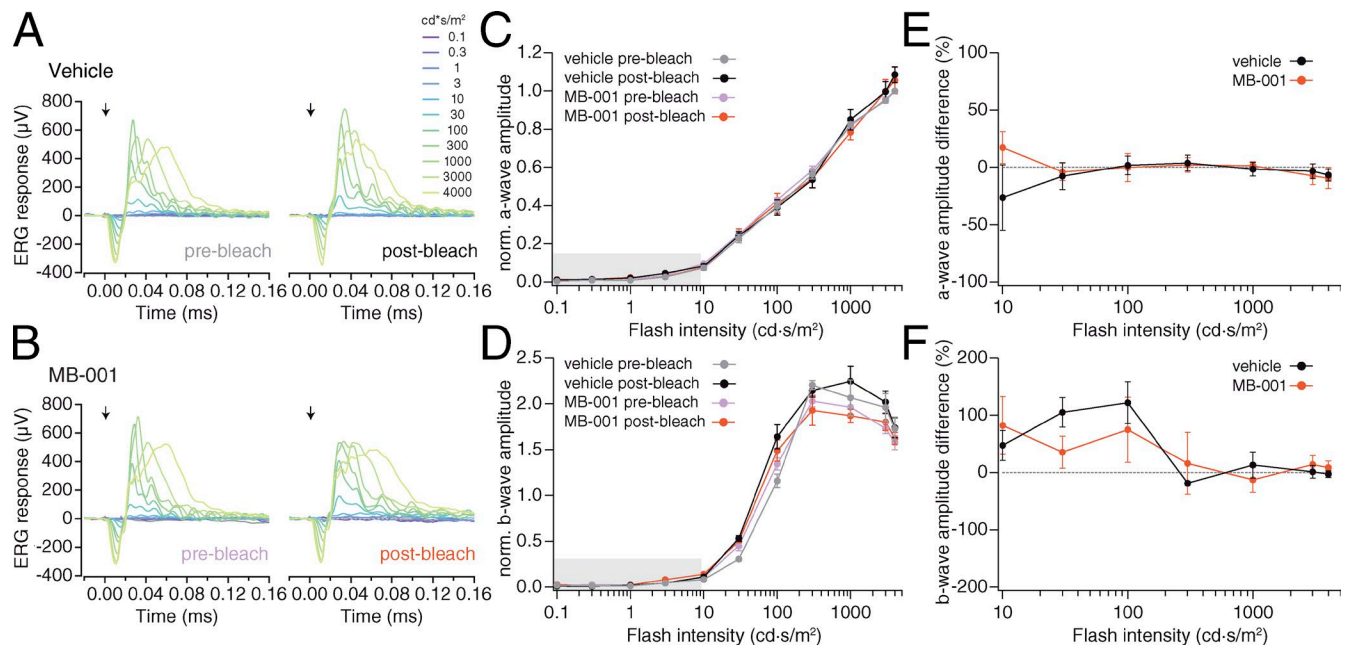 A
Vehicle
ERG response (µV)
800
600
400
200
0
-200
-400
0.00 0.04 0.08 0.12 0.16
0.00 0.04 0.08 0.12 0.16
Time (ms)
Time (ms)
pre-bleach
post-bleach
cd*s/m²
0.1
0.3
1
3
10
30
100
300
1000
3000
4000
B
MB-001
ERG response (µV)
800
600
400
200
0
-200
-400
pre-bleach
post-bleach
0.00 0.04 0.08 0.12 0.16
0.00 0.04 0.08 0.12 0.16
Time (ms)
Time (ms)
C
norm. a-wave amplitude
1.2
1.0
0.8
0.6
0.4
0.2
0.0
vehicle pre-bleach
vehicle post-bleach
MB-001 pre-bleach
MB-001 post-bleach
0.1 1 10 100 1000
Flash intensity (cd·s/m²)
D
norm. b-wave amplitude
2.5
2.0
1.5
1.0
0.5
0.0
vehicle pre-bleach
vehicle post-bleach
MB-001 pre-bleach
MB-001 post-bleach
0.1 1 10 100 1000
Flash intensity (cd·s/m²)
E
a-wave amplitude difference (%)
100
50
0
-50
-100
vehicle
MB-001
10 100 1000
Flash intensity (cd·s/m²)
F
b-wave amplitude difference (%)
200
100
0
-100
-200
vehicle
MB-001
10 100 1000
Flash intensity (cd·s/m²)